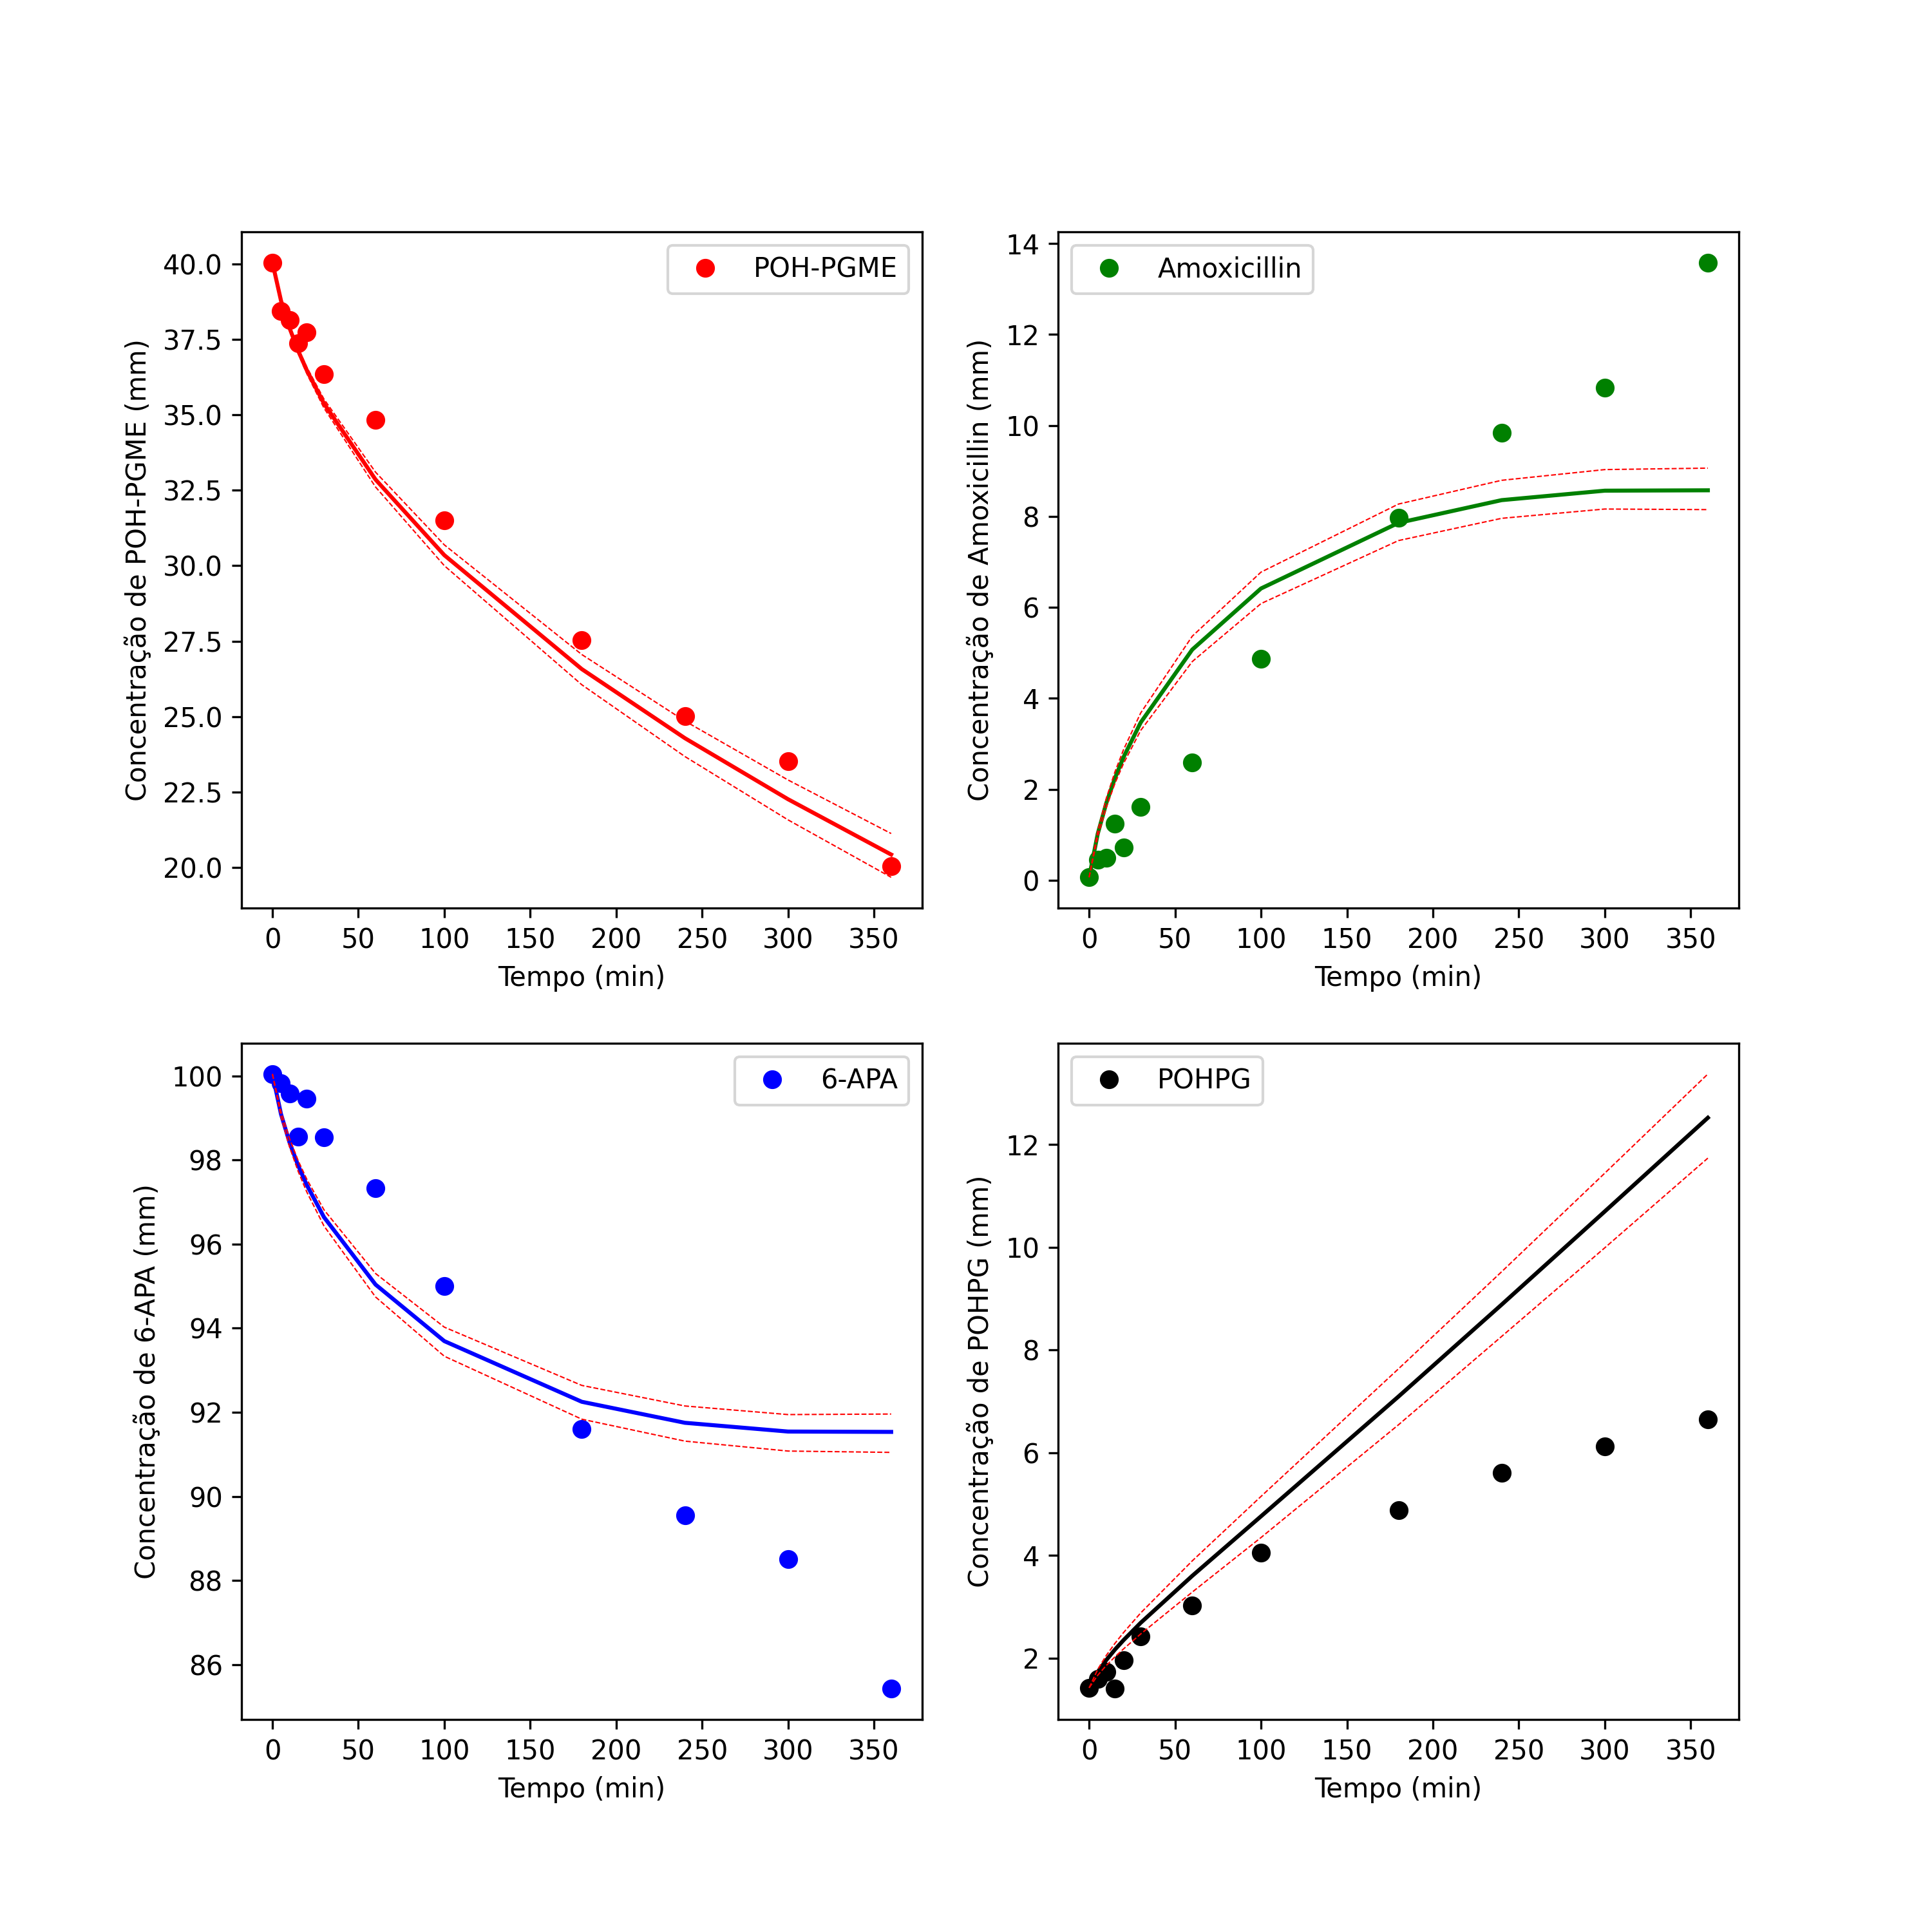 POH-PGME
Concentração de POH-PGME (mm)
40.0
37.5
35.0
32.5
30.0
27.5
25.0
22.5
20.0
0 50 100 150 200 250 300 350
Tempo (min)
Amoxicillin
Concentração de Amoxicillin (mm)
14
12
10
8
6
4
2
0
0 50 100 150 200 250 300 350
Tempo (min)
6-APA
Concentração de 6-APA (mm)
100
98
96
94
92
90
88
86
0 50 100 150 200 250 300 350
Tempo (min)
POHPG
Concentração de POHPG (mm)
12
10
8
6
4
2
0 50 100 150 200 250 300 350
Tempo (min)